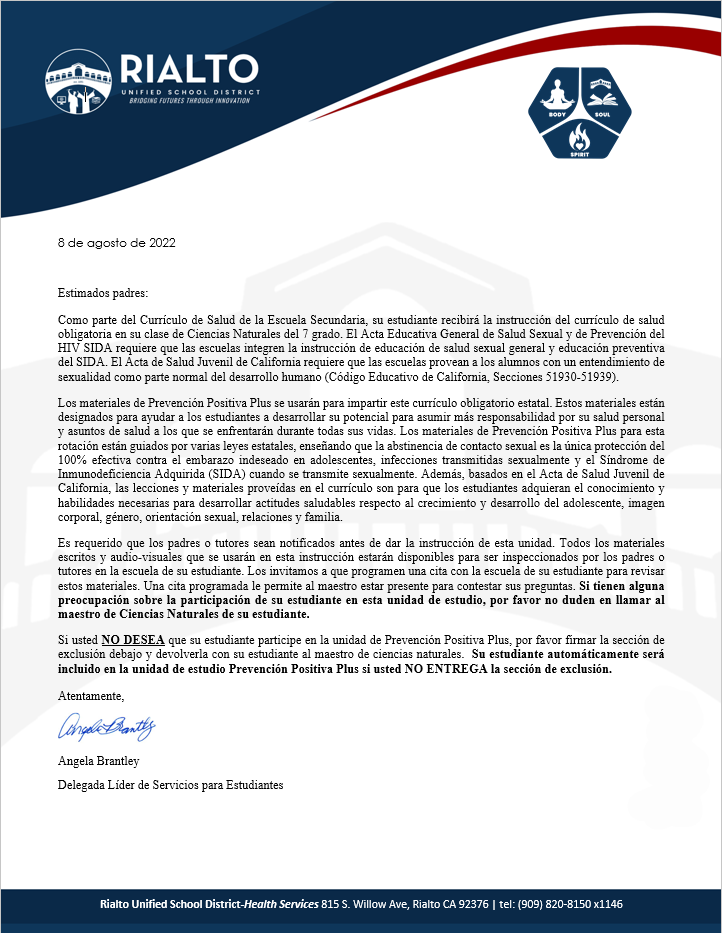 RIALTO
UNIFIED SCHOOL DISTRICT
BRIDGING FUTURES THROUGH INNOVATION
BODY
SOUL
SPIRIT
8 de agosto de 2022
Estimados padres:
Como parte del Currículo de Salud de la Escuela Secundaria, su estudiante recibirá la instrucción del currículo de salud
obligatoria en su clase de Ciencias Naturales del 7 grado. El Acta Educativa General de Salud Sexual y de Prevención del
HIV SIDA requiere que las escuelas integren la instrucción de educación de salud sexual general y educación preventiva
del SIDA. El Acta de Salud Juvenil de California requiere que las escuelas provean a los alumnos con un entendimiento de
sexualidad como parte normal del desarrollo humano (Código Educativo de California, Secciones 51930-51939).
Los materiales de Prevención Positiva Plus se usarán para impartir este currículo obligatorio estatal. Estos materiales están
designados para ayudar a los estudiantes a desarrollar su potencial para asumir más responsabilidad por su salud personal
y asuntos de salud a los que se enfrentarán durante todas sus vidas. Los materiales de Prevención Positiva Plus para esta
rotación están guiados por varias leyes estatales, enseñando que la abstinencia de contacto sexual es la única protección del
100% efectiva contra el embarazo indeseado en adolescentes, infecciones transmitidas sexualmente y el Síndrome de
Inmunodeficiencia Adquirida (SIDA) cuando se transmite sexualmente. Además, basados en el Acta de Salud Juvenil de
California, las lecciones y materiales proveídas en el currículo son para que los estudiantes adquieran el conocimiento y
habilidades necesarias para desarrollar actitudes saludables respecto al crecimiento y desarrollo del adolescente, imagen
corporal, género, orientación sexual, relaciones y familia.
Es requerido que los padres o tutores sean notificados antes de dar la instrucción de esta unidad. Todos los materiales
escritos y audio-visuales que se usarán en esta instrucción estarán disponibles para ser inspeccionados por los padres o
tutores en la escuela de su estudiante. Los invitamos a que programen una cita con la escuela de su estudiante para revisar
estos materiales. Una cita programada le permite al maestro estar presente para contestar sus preguntas. Si tienen alguna
preocupación sobre la participación de su estudiante en esta unidad de estudio, por favor no duden en llamar al
maestro de Ciencias Naturales de su estudiante.
Si usted NO DESEA que su estudiante participe en la unidad de Prevención Positiva Plus, por favor firmar la sección de
exclusión debajo y devolverla con su estudiante al maestro de ciencias naturales. Su estudiante automáticamente será
incluido en la unidad de estudio Prevención Positiva Plus si usted NO ENTREGA la sección de exclusión.
Atentamente,
Angela Brantley
Angela Brantley
Delegada Líder de Servicios para Estudiantes
Rialto Unified School District-Health Services 815 S. Willow Ave, Rialto CA 92376 | tel: (909) 820-8150 x1146